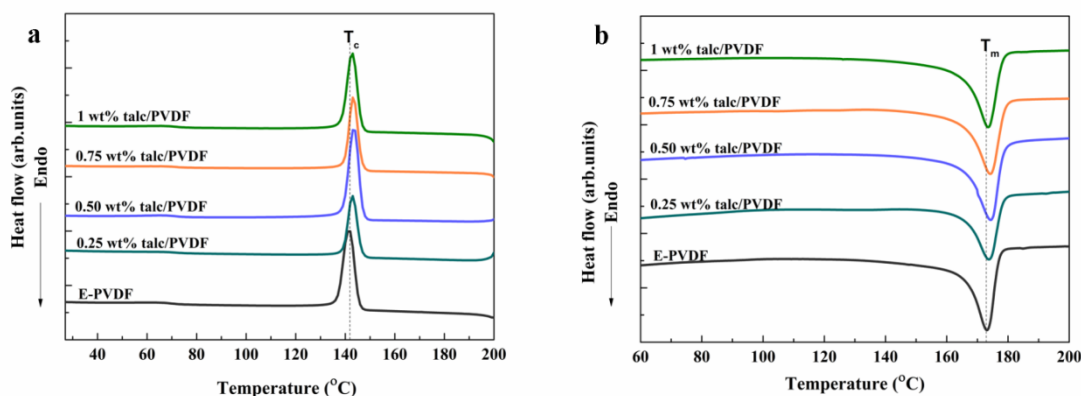 a
T_c
1 wt% talc/PVDF
0.75 wt% talc/PVDF
0.50 wt% talc/PVDF
0.25 wt% talc/PVDF
E-PVDF
Heat flow (arb.units)
Endo
40 60 80 100 120 140 160 180 200
Temperature (°C)
b
T_m
1 wt% talc/PVDF
0.75 wt% talc/PVDF
0.50 wt% talc/PVDF
0.25 wt% talc/PVDF
E-PVDF
Heat flow (arb.units)
Endo
60 80 100 120 140 160 180 200
Temperature (°C)